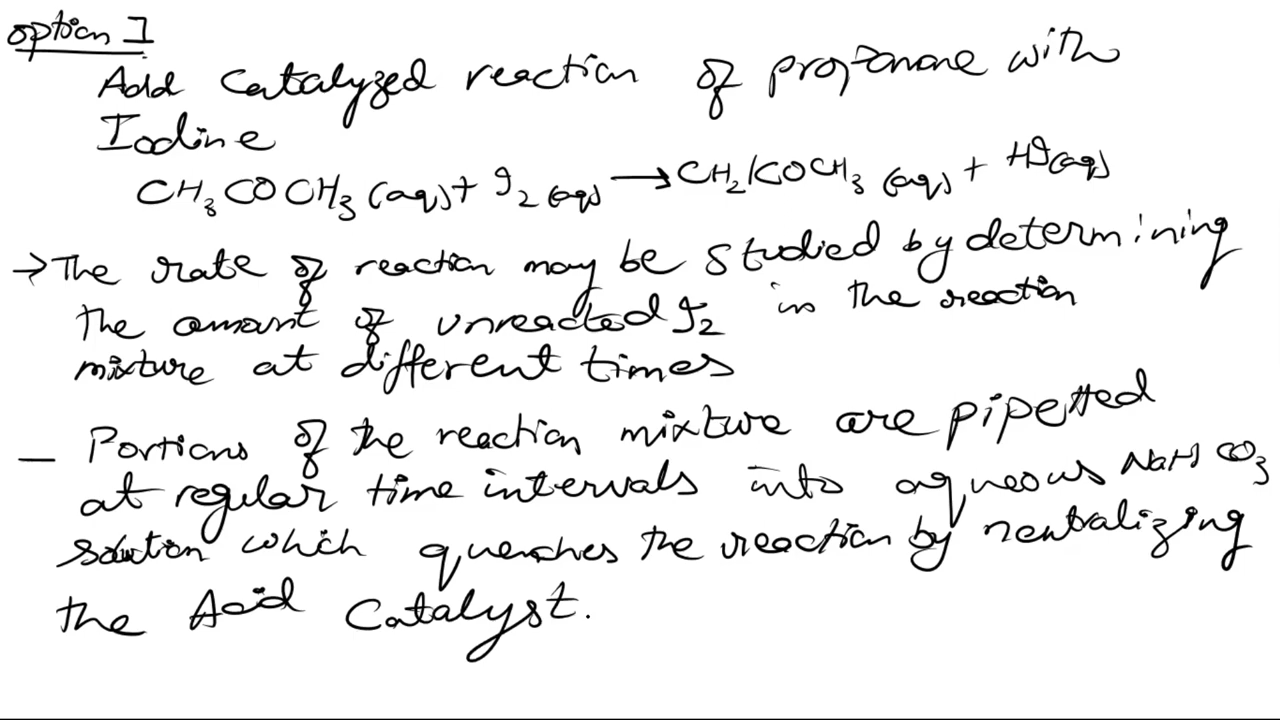 option I
Acid Catalyzed reaction of propanone with
Iodine
CH₃COCH₃ (aq) + I₂ (aq) → CH₂ICOCH₃ (aq) + HI(aq)
→ The rate of reaction may be studied by determining
the amount of unreacted I₂ in the reaction
mixture at different times
— Portions of the reaction mixture are pipetted
at regular time intervals into aqueous NaHCO₃
solution which quenches the reaction by neutralizing
the Acid Catalyst.